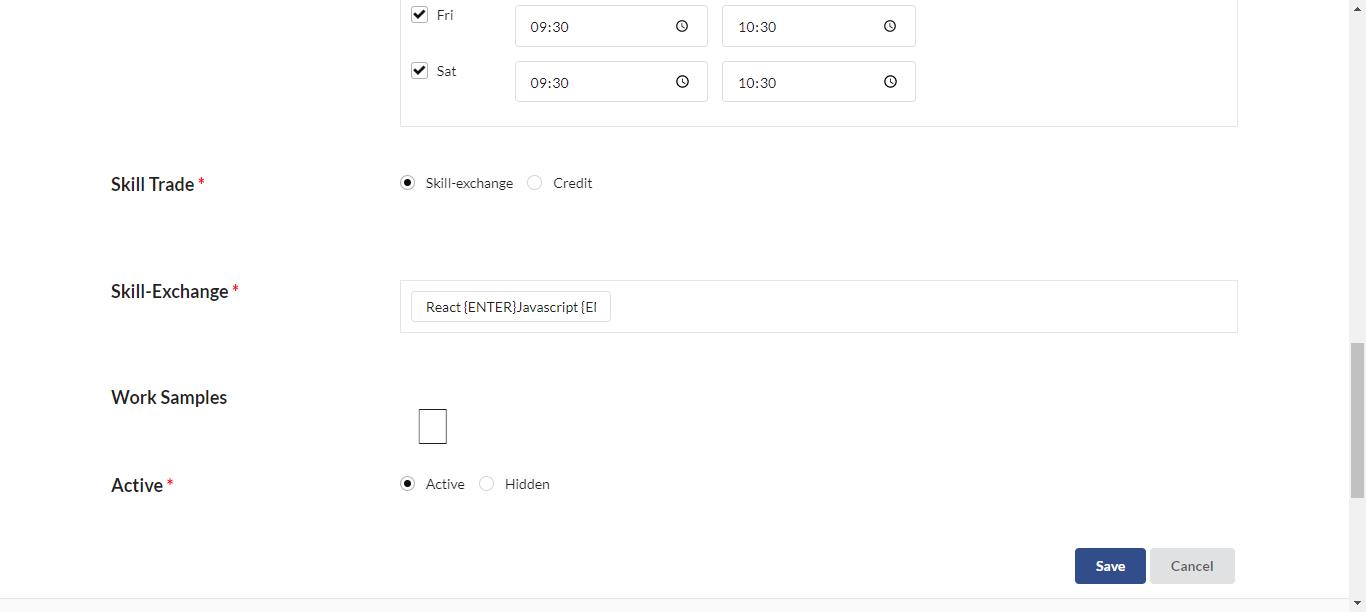 Fri 09:30 10:30
Sat 09:30 10:30
Skill Trade * Skill-exchange Credit
Skill-Exchange * React {ENTER}Javascript {E
Work Samples
Active * Active Hidden
Save Cancel